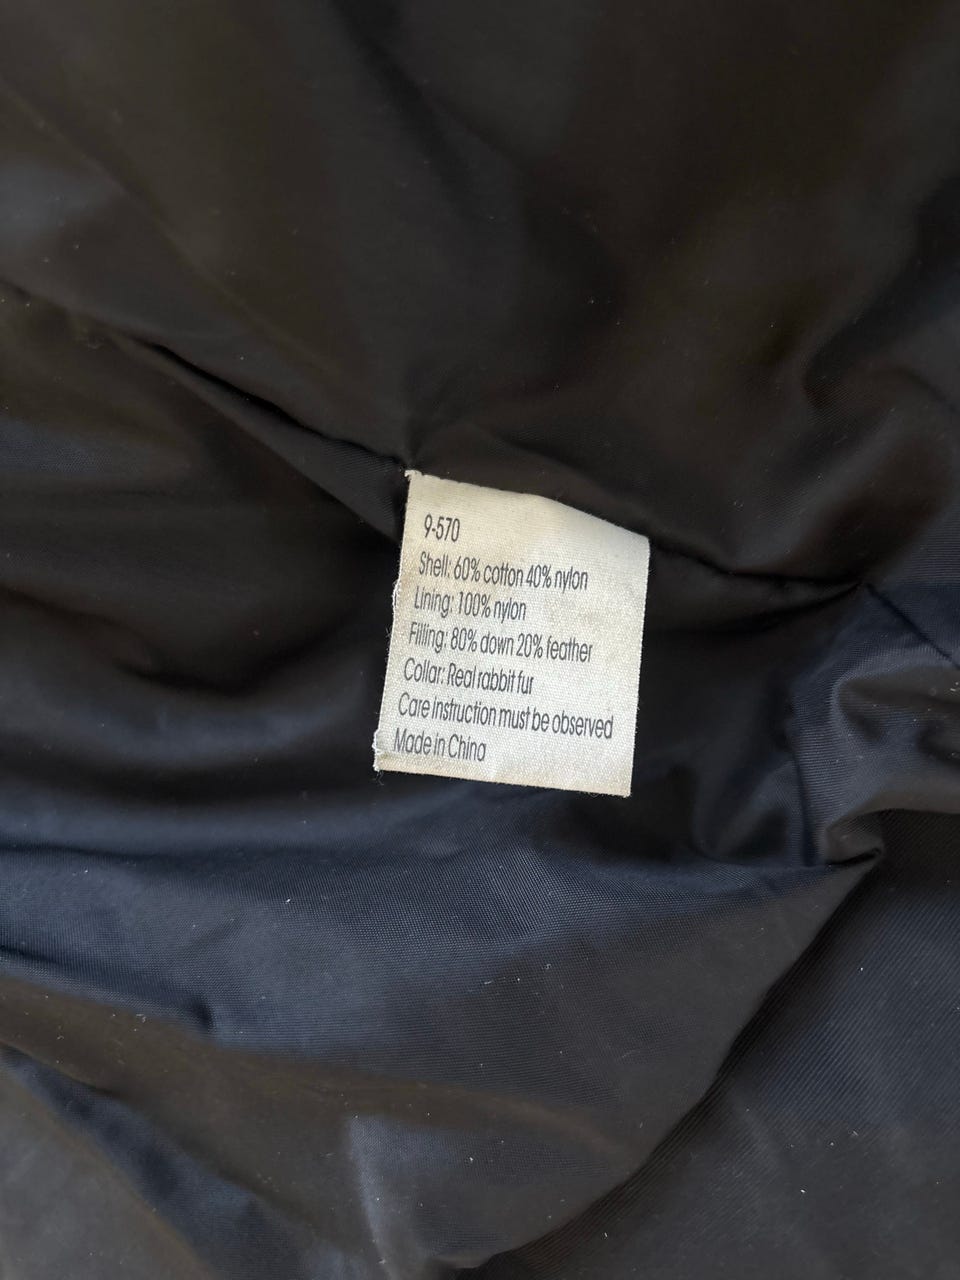 9-570
Shell: 60% cotton 40% nylon
Lining: 100% nylon
Filling: 80% down 20% feather
Collar: Real rabbit fur
Care instruction must be observed
Made in China